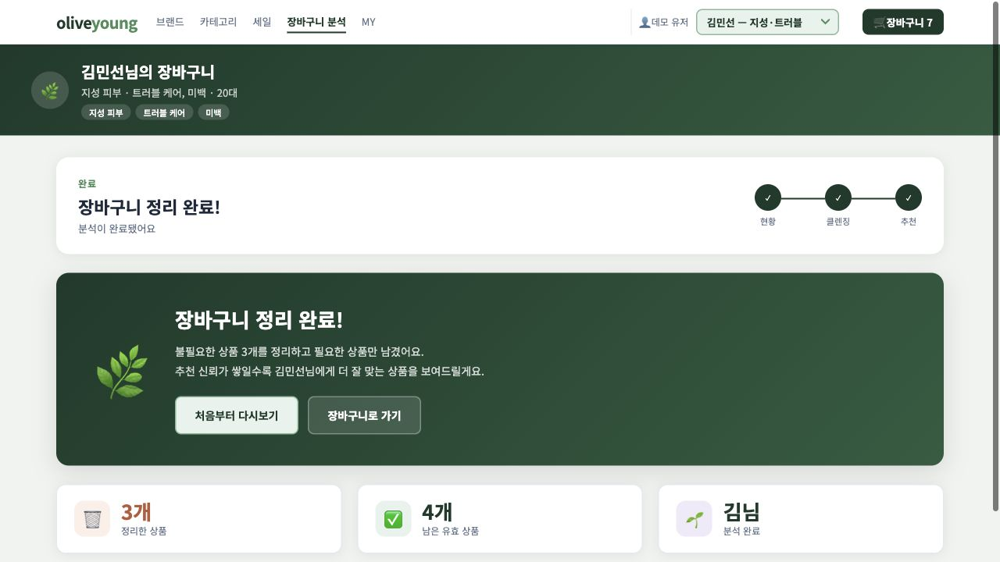 oliveyoung 브랜드 카테고리 세일 장바구니 분석 MY 데모 유저 김민선 — 지성·트러블 장바구니 7
김민선님의 장바구니
지성 피부 · 트러블 케어, 미백 · 20대
지성 피부 트러블 케어 미백
완료
장바구니 정리 완료!
분석이 완료됐어요
✓ ✓ ✓
현황 클렌징 추천
장바구니 정리 완료!
불필요한 상품 3개를 정리하고 필요한 상품만 남겼어요.
추천 신뢰가 쌓일수록 김민선님에게 더 잘 맞는 상품을 보여드릴게요.
처음부터 다시보기 장바구니로 가기
3개
정리한 상품
4개
남은 유효 상품
김님
분석 완료